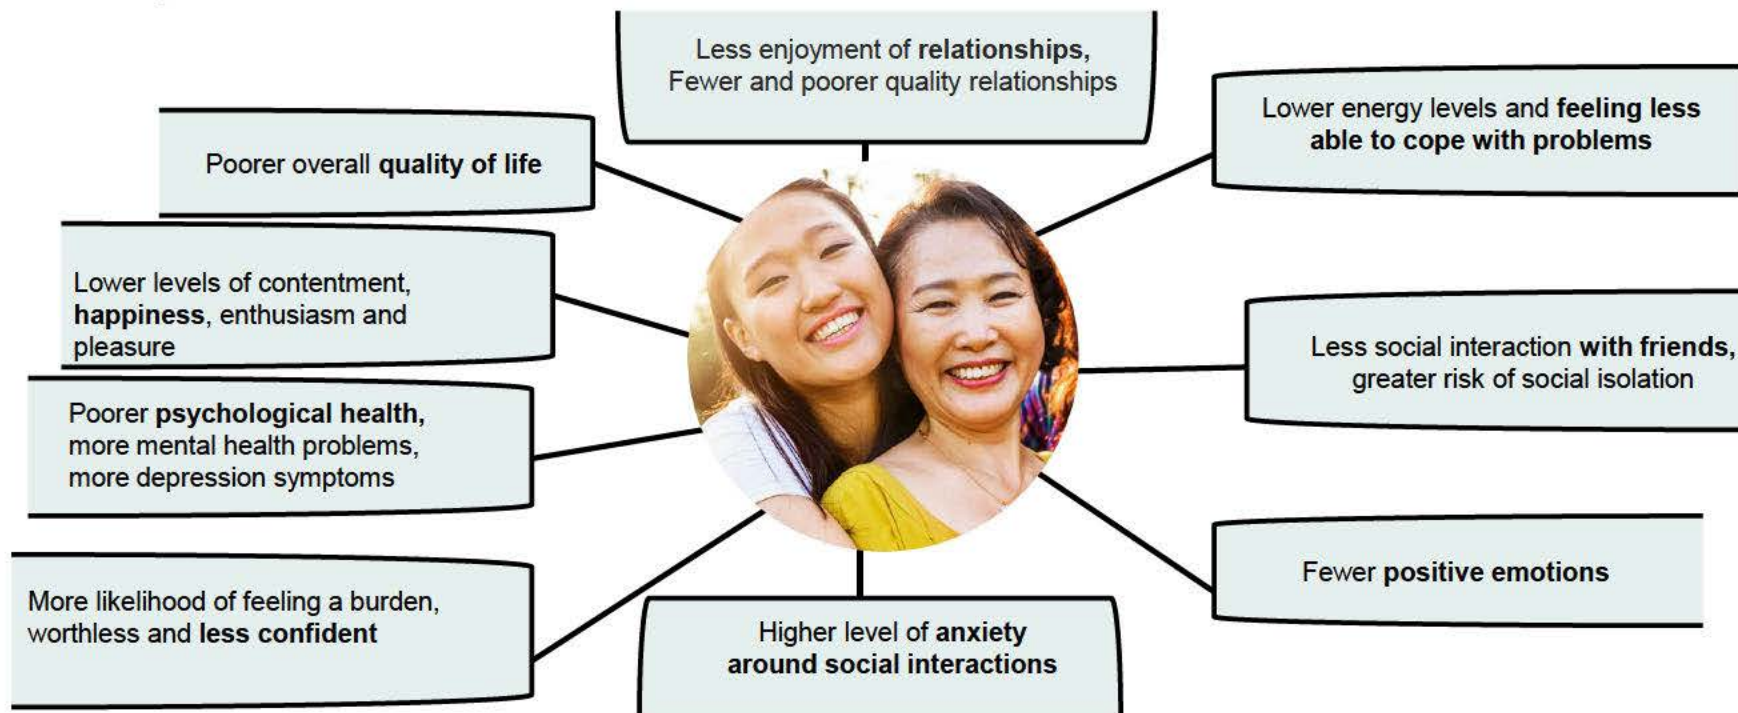 Less enjoyment of relationships,
Fewer and poorer quality relationships
Lower energy levels and feeling less
able to cope with problems
Poorer overall quality of life
Lower levels of contentment,
happiness, enthusiasm and
pleasure
Less social interaction with friends,
greater risk of social isolation
Poorer psychological health,
more mental health problems,
more depression symptoms
Fewer positive emotions
More likelihood of feeling a burden,
worthless and less confident
Higher level of anxiety
around social interactions